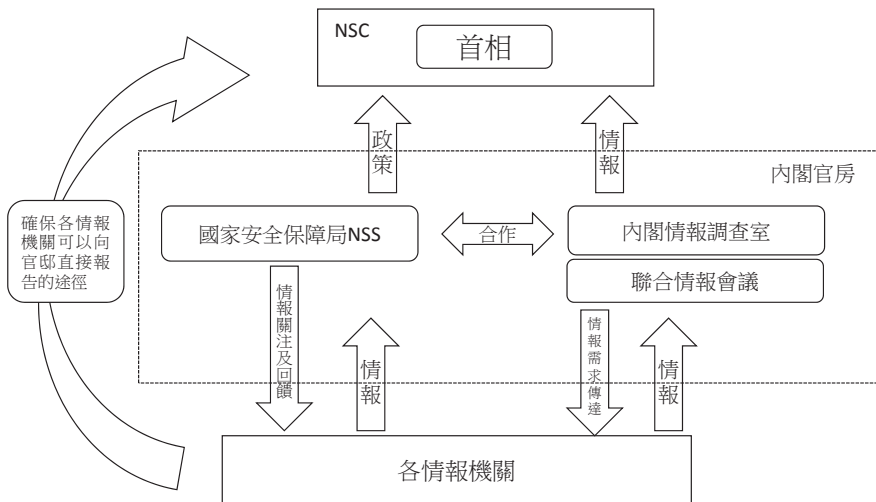 NSC
首相
政策
情報
內閣官房
確保各情報
機關可以向
官邸直接報
告的途徑
國家安全保障局NSS
合作
內閣情報調查室
聯合情報會議
情報關注及回饋
情報
情報需求傳達
情報
各情報機關